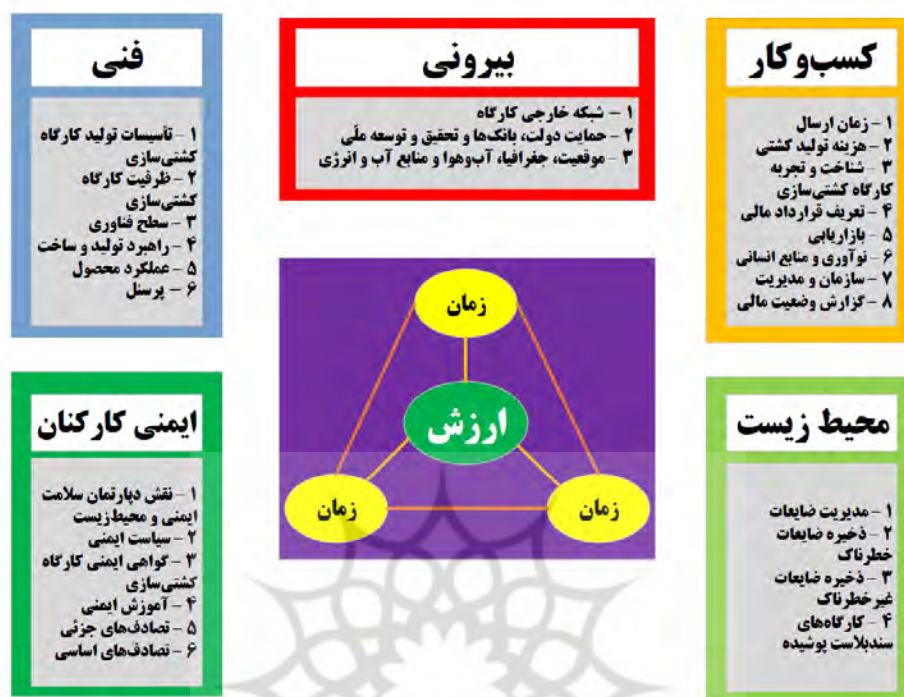 کسب‌وکار
۱ – زمان ارسال
۲ – هزینه تولید کشتی
۳ – شناخت و تجربه
کارگاه کشتی‌سازی
۴ – تعریف قرارداد مالی
۵ – بازاریابی
۶ – نوآوری و منابع انسانی
۷ – سازمان و مدیریت
۸ – گزارش وضعیت مالی
بیرونی
۱ – شبکه خارجی کارگاه
۲ – حمایت دولت، بانک‌ها و تحقیق و توسعه ملّی
۳ – موقعیت، جغرافیا، آب‌وهوا و منابع آب و انرژی
فنی
۱ – تأسیسات تولید کارگاه
کشتی‌سازی
۲ – ظرفیت کارگاه
کشتی‌سازی
۳ – سطح فناوری
۴ – راهبرد تولید و ساخت
۵ – عملکرد محصول
۶ – پرسنل
زمان
ارزش
زمان
زمان
محیط زیست
۱ – مدیریت ضایعات
۲ – ذخیره ضایعات
خطرناک
۳ – ذخیره ضایعات
غیرخطرناک
۴ – کارگاه‌های
سندبلاست پوشیده
ایمنی کارکنان
۱ – نقش دپارتمان سلامت
ایمنی و محیط‌زیست
۲ – سیاست ایمنی
۳ – گواهی ایمنی کارگاه
کشتی‌سازی
۴ – آموزش ایمنی
۵ – تصادف‌های جزئی
۶ – تصادف‌های اساسی